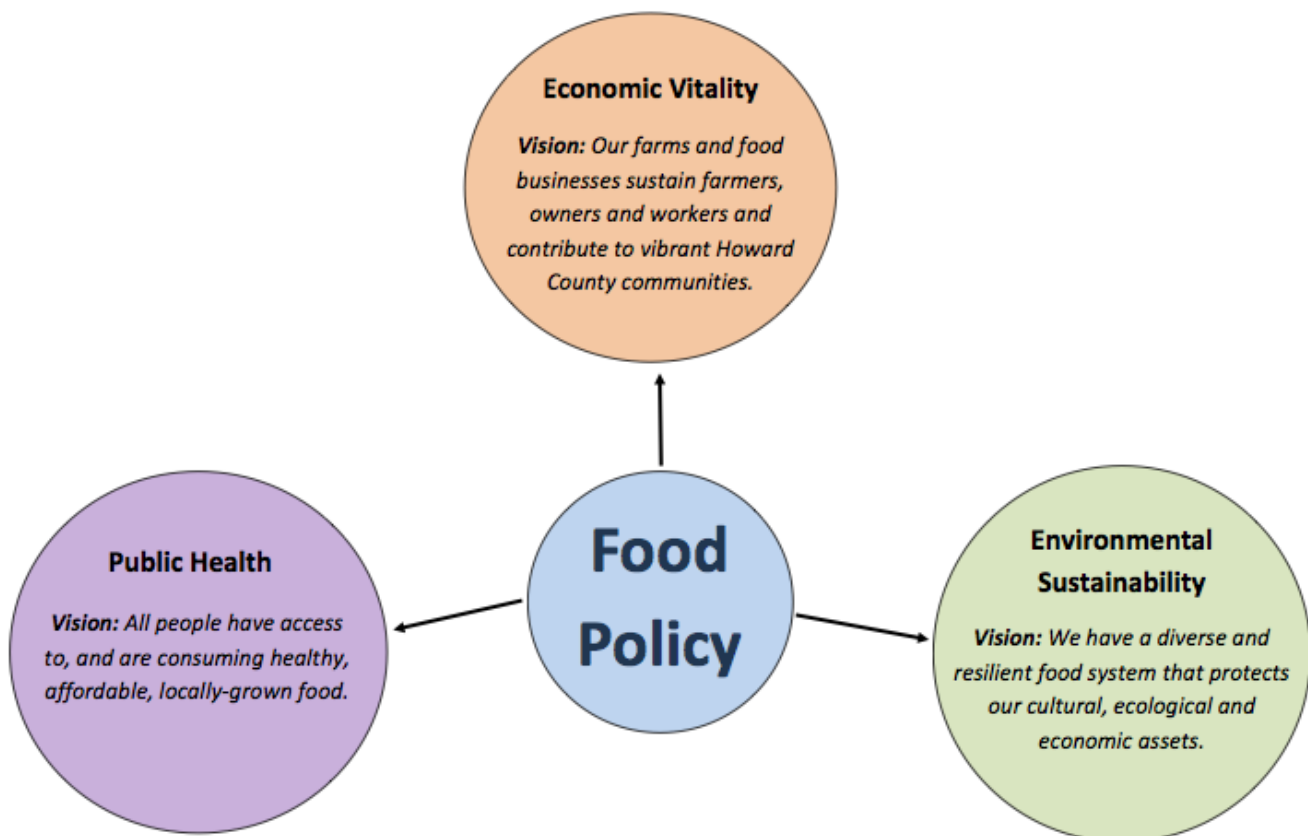 Economic Vitality
Vision: Our farms and food
businesses sustain farmers,
owners and workers and
contribute to vibrant Howard
County communities.
Food
Policy
Public Health
Vision: All people have access
to, and are consuming healthy,
affordable, locally-grown food.
Environmental
Sustainability
Vision: We have a diverse and
resilient food system that protects
our cultural, ecological and
economic assets.